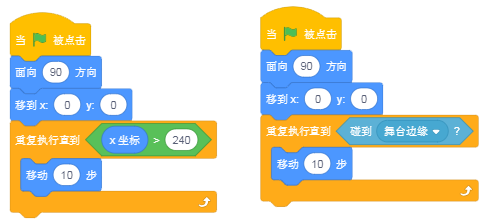 当 被点击
面向 90 方向
移到 x: 0 y: 0
重复执行直到 x 坐标 > 240
移动 10 步
当 被点击
面向 90 方向
移到 x: 0 y: 0
重复执行直到 碰到 舞台边缘 ?
移动 10 步